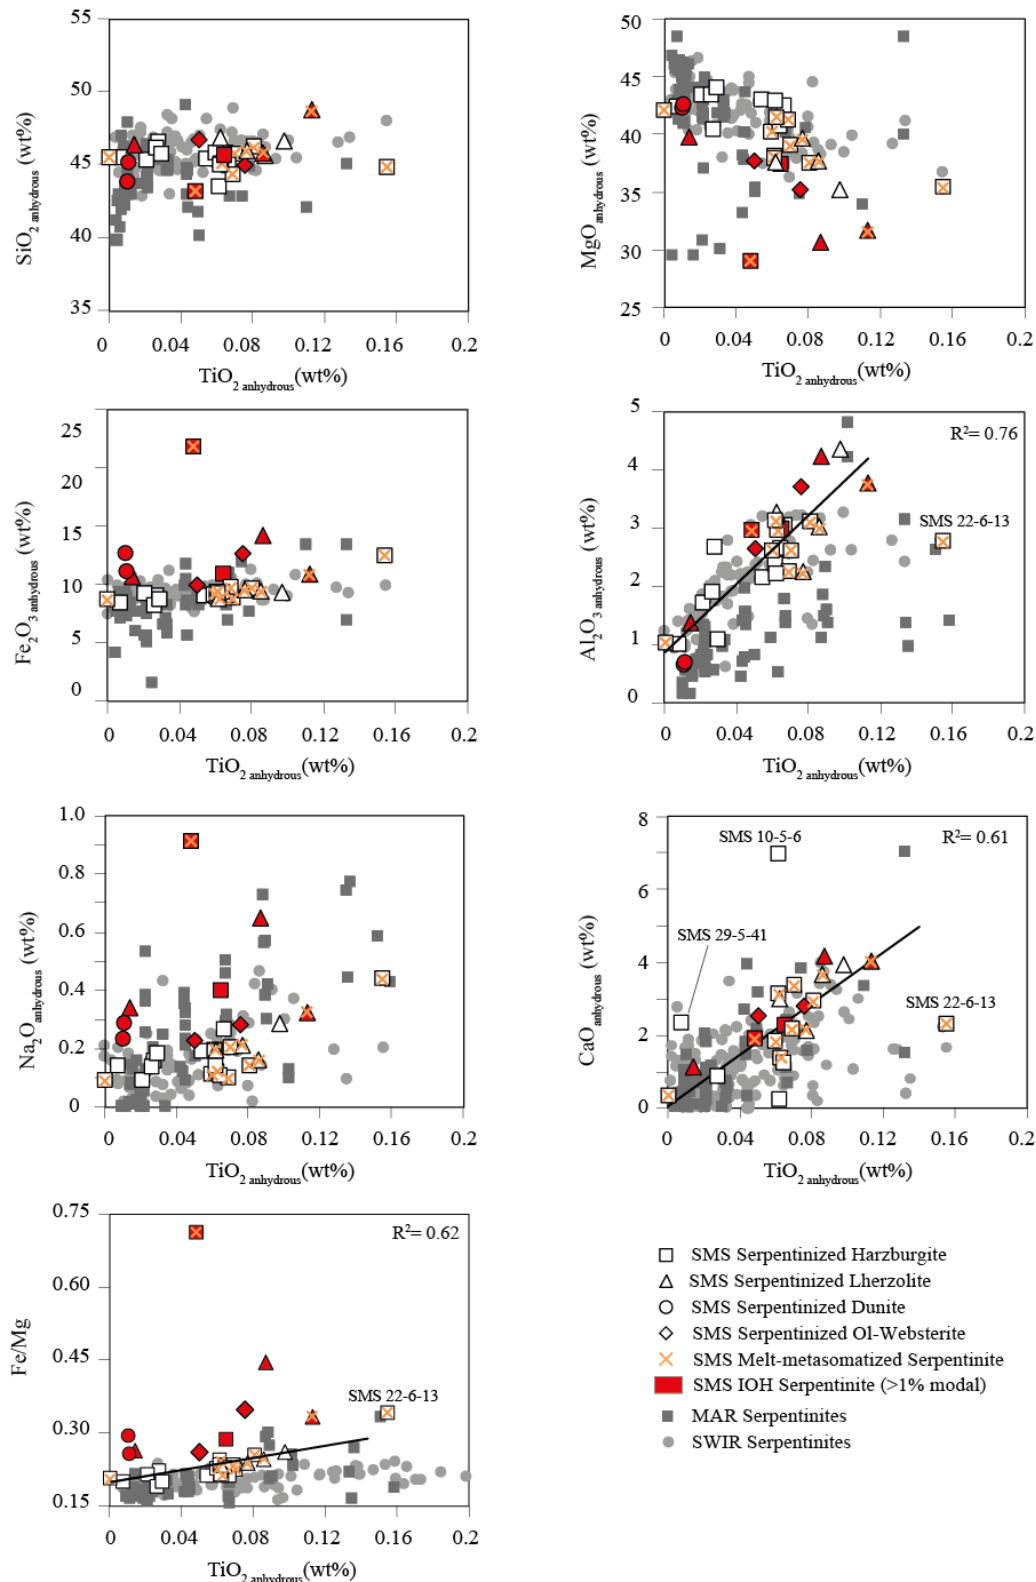 55
50
45
40
35
SiO2 anhydrous (wt%)
0 0.04 0.08 0.12 0.16 0.2
TiO2 anhydrous (wt%)
50
45
40
35
30
25
MgO anhydrous (wt%)
0 0.04 0.08 0.12 0.16 0.2
TiO2 anhydrous (wt%)
25
20
15
10
5
0
Fe2O3 anhydrous (wt%)
0 0.04 0.08 0.12 0.16 0.2
TiO2 anhydrous (wt%)
5
4
3
2
1
0
Al2O3 anhydrous (wt%)
R2= 0.76
SMS 22-6-13
0 0.04 0.08 0.12 0.16 0.2
TiO2 anhydrous (wt%)
1.0
0.8
0.6
0.4
0.2
0
Na2O anhydrous (wt%)
0 0.04 0.08 0.12 0.16 0.2
TiO2 anhydrous (wt%)
8
6
4
2
0
CaO anhydrous (wt%)
SMS 10-5-6
R2= 0.61
SMS 29-5-41
SMS 22-6-13
0 0.04 0.08 0.12 0.16 0.2
TiO2 anhydrous (wt%)
0.75
0.60
0.45
0.30
0.15
Fe/Mg
R2= 0.62
SMS 22-6-13
0 0.04 0.08 0.12 0.16 0.2
TiO2 anhydrous (wt%)
SMS Serpentinized Harzburgite
SMS Serpentinized Lherzolite
SMS Serpentinized Dunite
SMS Serpentinized Ol-Websterite
SMS Melt-metasomatized Serpentinite
SMS IOH Serpentinite (>1% modal)
MAR Serpentinites
SWIR Serpentinites